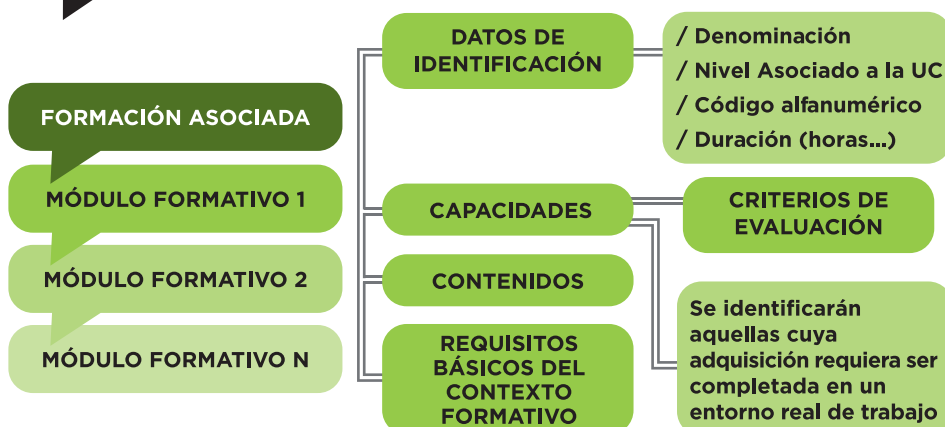 FORMACIÓN ASOCIADA
MÓDULO FORMATIVO 1
MÓDULO FORMATIVO 2
MÓDULO FORMATIVO N
DATOS DE
IDENTIFICACIÓN
/ Denominación
/ Nivel Asociado a la UC
/ Código alfanumérico
/ Duración (horas...)
CAPACIDADES
CRITERIOS DE
EVALUACIÓN
Se identificarán
aquellas cuya
adquisición requiera ser
completada en un
entorno real de trabajo
CONTENIDOS
REQUISITOS
BÁSICOS DEL
CONTEXTO
FORMATIVO